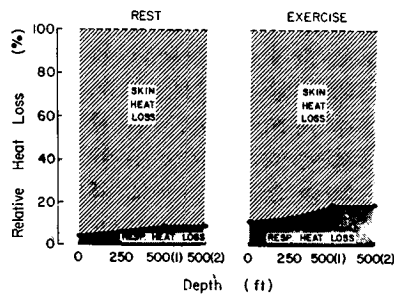 REST
EXERCISE
Relative Heat Loss (%)
100
80
60
40
20
0
SKIN
HEAT
LOSS
SKIN
HEAT
LOSS
RESP. HEAT LOSS
RESP. HEAT LOSS
0 250 500(1) 500(2)
0 250 500(1) 500(2)
Depth (ft)